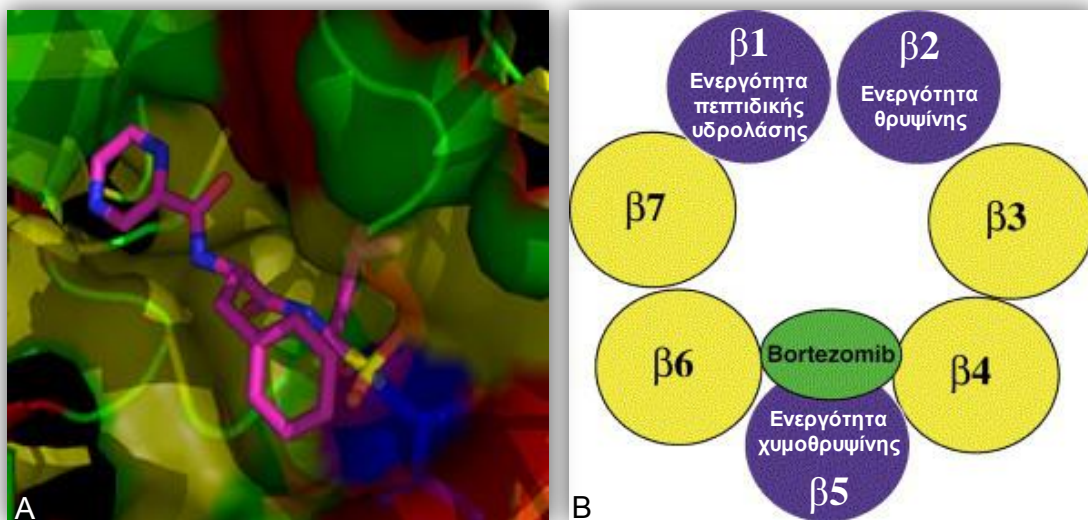 A
β1
Ενεργότητα
πεπτιδικής
υδρολάσης
β2
Ενεργότητα
θρυψίνης
β7
β3
β6
Bortezomib
β4
Ενεργότητα
χυμοθρυψίνης
β5
B